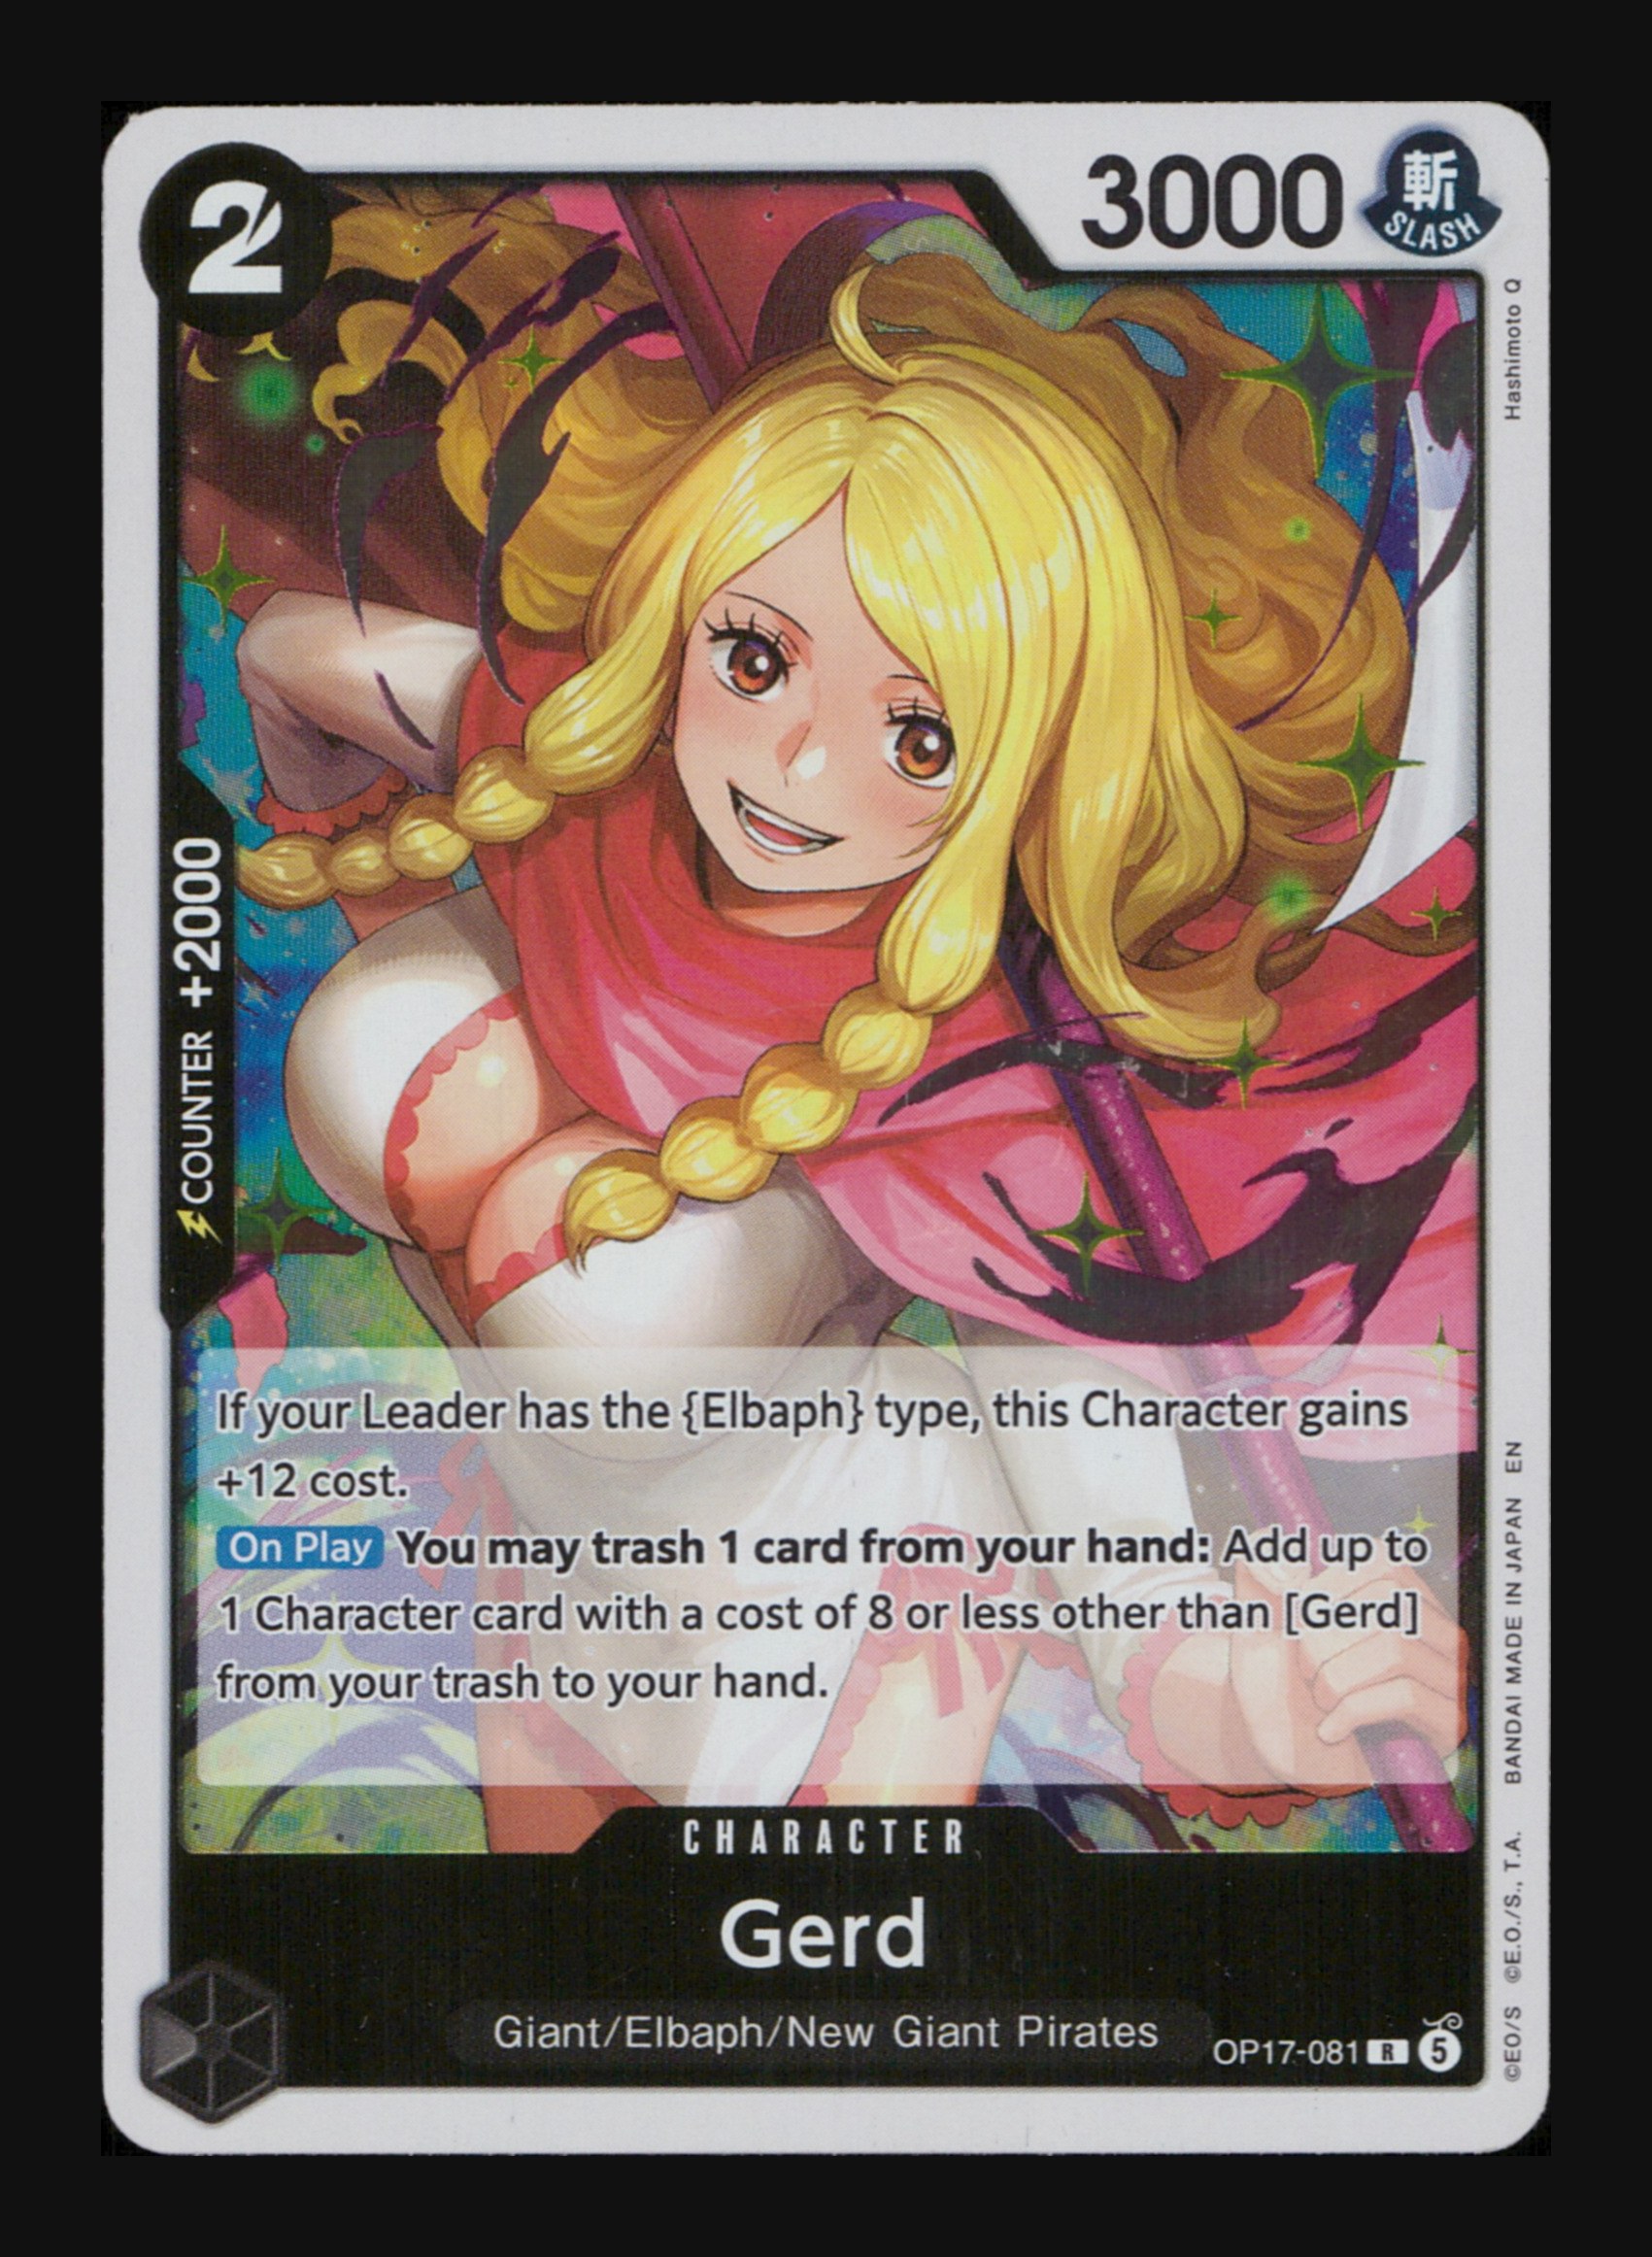 2
3000
斬
SLASH
Hashimoto Q
COUNTER +2000
If your Leader has the {Elbaph} type, this Character gains
+12 cost.
On Play You may trash 1 card from your hand: Add up to
1 Character card with a cost of 8 or less other than [Gerd]
from your trash to your hand.
CHARACTER
Gerd
Giant/Elbaph/New Giant Pirates
OP17-081 R 5
©EO/S ©E.O./S., T.A. BANDAI MADE IN JAPAN EN